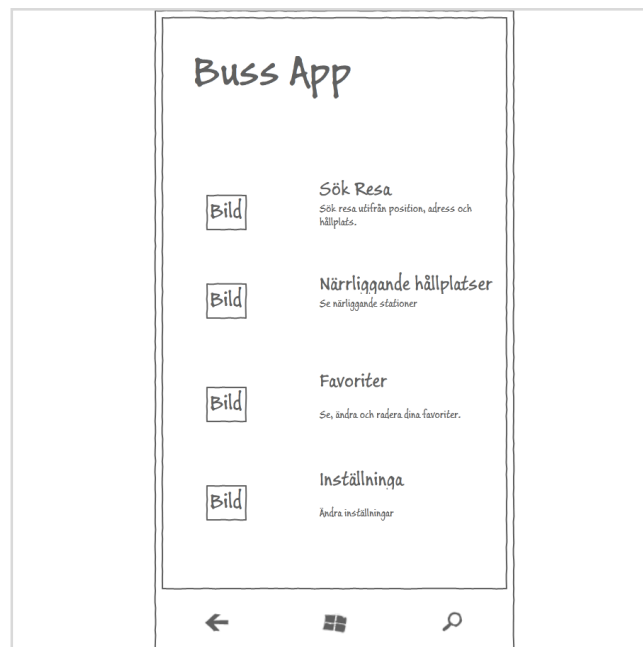 Buss App
Bild
Sök Resa
Sök resa utifrån position, adress och
hållplats.
Bild
Närrliggande hållplatser
Se närliggande stationer
Bild
Favoriter
Se, ändra och radera dina favoriter.
Bild
Inställninga
Ändra inställningar